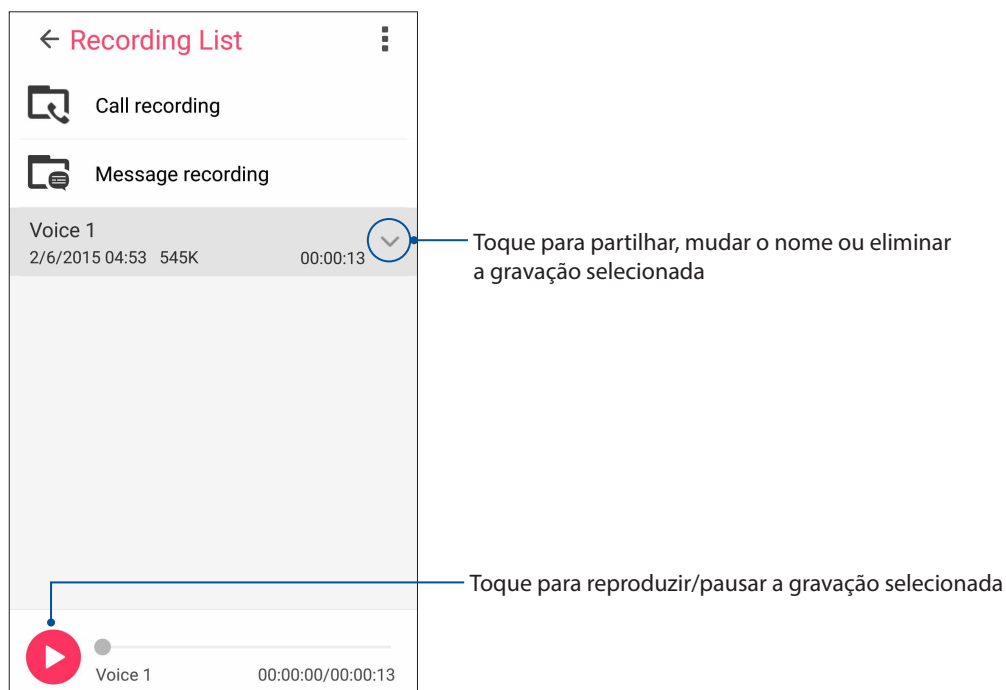 Recording List
Call recording
Message recording
Voice 1
2/6/2015 04:53 545K 00:00:13
Toque para partilhar, mudar o nome ou eliminar
a gravação selecionada
Toque para reproduzir/pausar a gravação selecionada
Voice 1 00:00:00/00:00:13